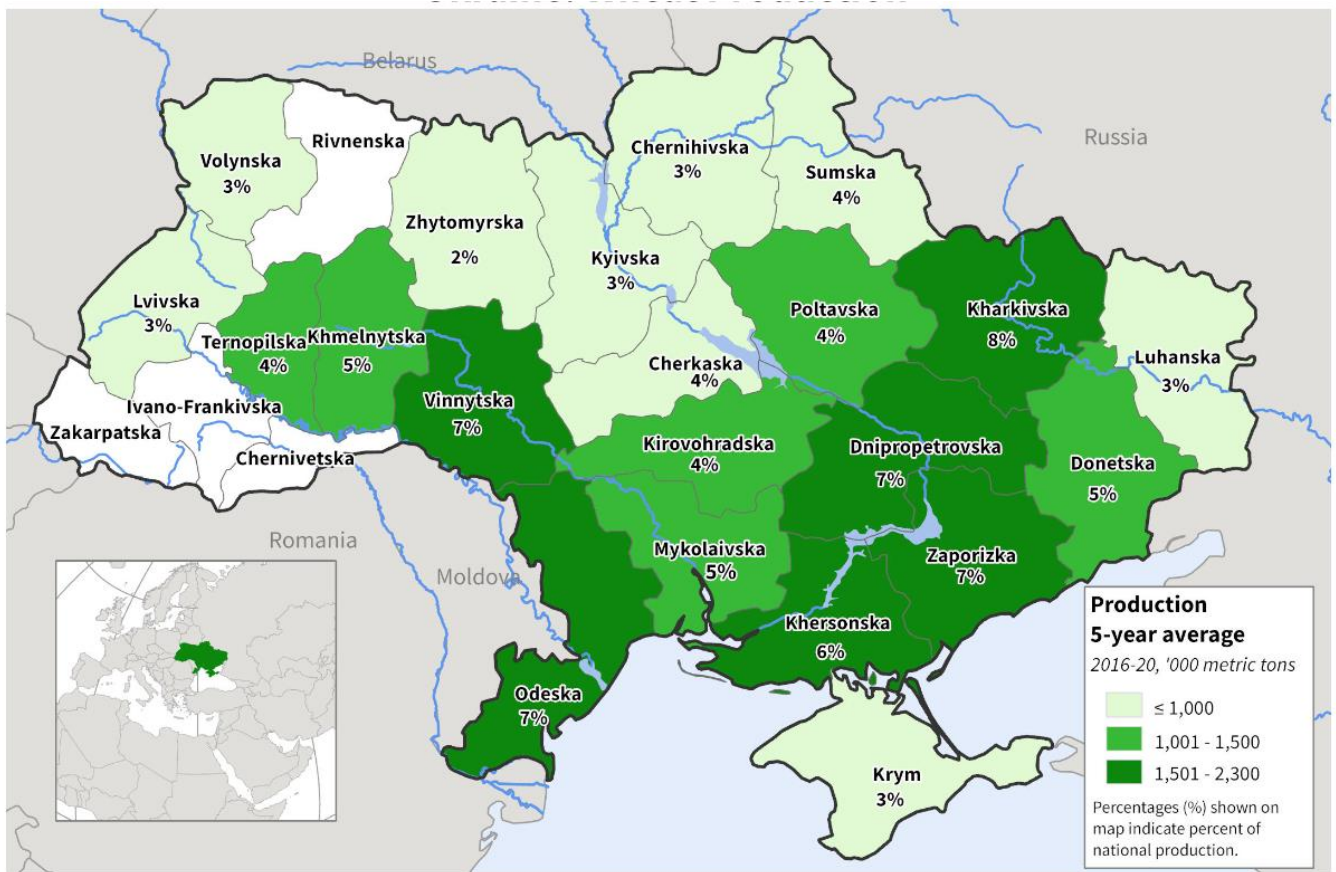 Belarus
Russia
Rivnenska
Volynska
3%
Chernihivska
3%
Sumska
4%
Zhytomyrska
2%
Kyivska
3%
Lvivska
3%
Ternopilska
4%
Khmelnytska
5%
Poltavska
4%
Kharkivska
8%
Luhanska
3%
Cherkaska
4%
Vinnytska
7%
Ivano-Frankivska
Zakarpatska
Chernivetska
Kirovohradska
4%
Dnipropetrovska
7%
Donetska
5%
Romania
Moldova
Mykolaivska
5%
Zaporizka
7%
Khersonska
6%
Odeska
7%
Krym
3%
Production
5-year average
2016-20, '000 metric tons
≤ 1,000
1,001 - 1,500
1,501 - 2,300
Percentages (%) shown on
map indicate percent of
national production.